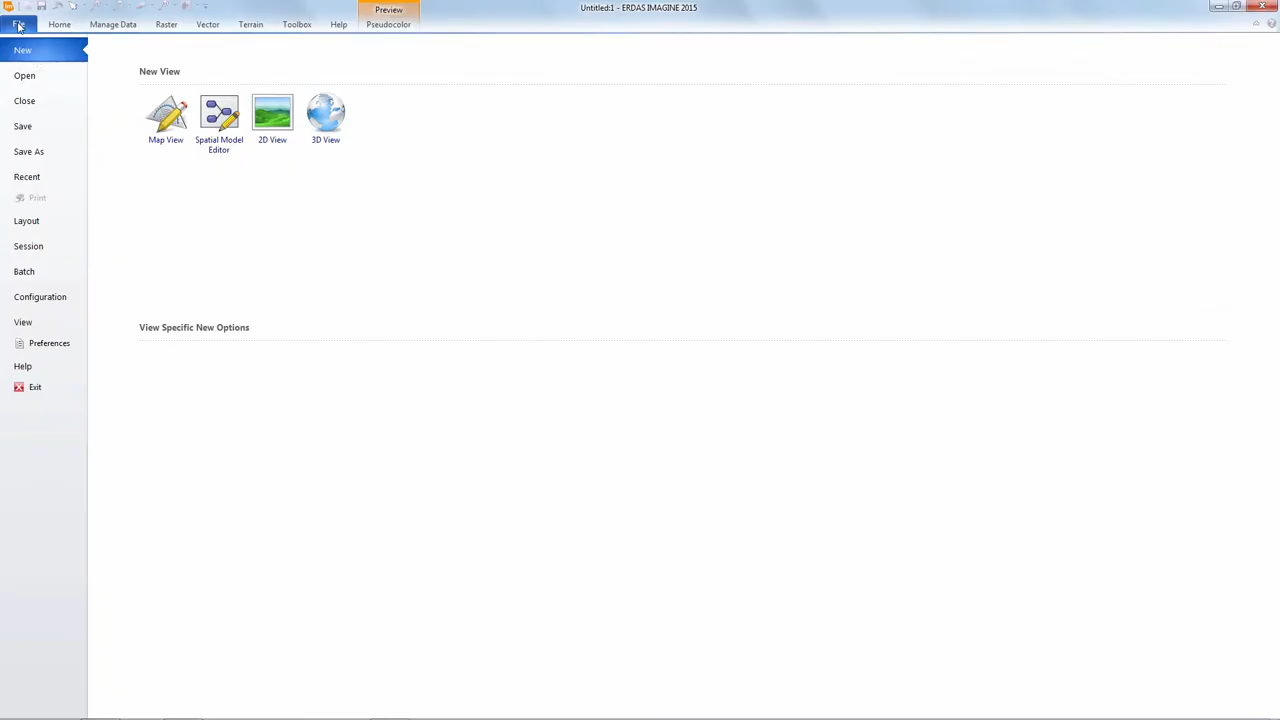 Untitled:1 - ERDAS IMAGINE 2015
Preview
File Home Manage Data Raster Vector Terrain Toolbox Help Pseudocolor
New
Open
Close
Save
Save As
Recent
Print
Layout
Session
Batch
Configuration
View
Preferences
Help
Exit
New View
Map View
Spatial Model
Editor
2D View
3D View
View Specific New Options